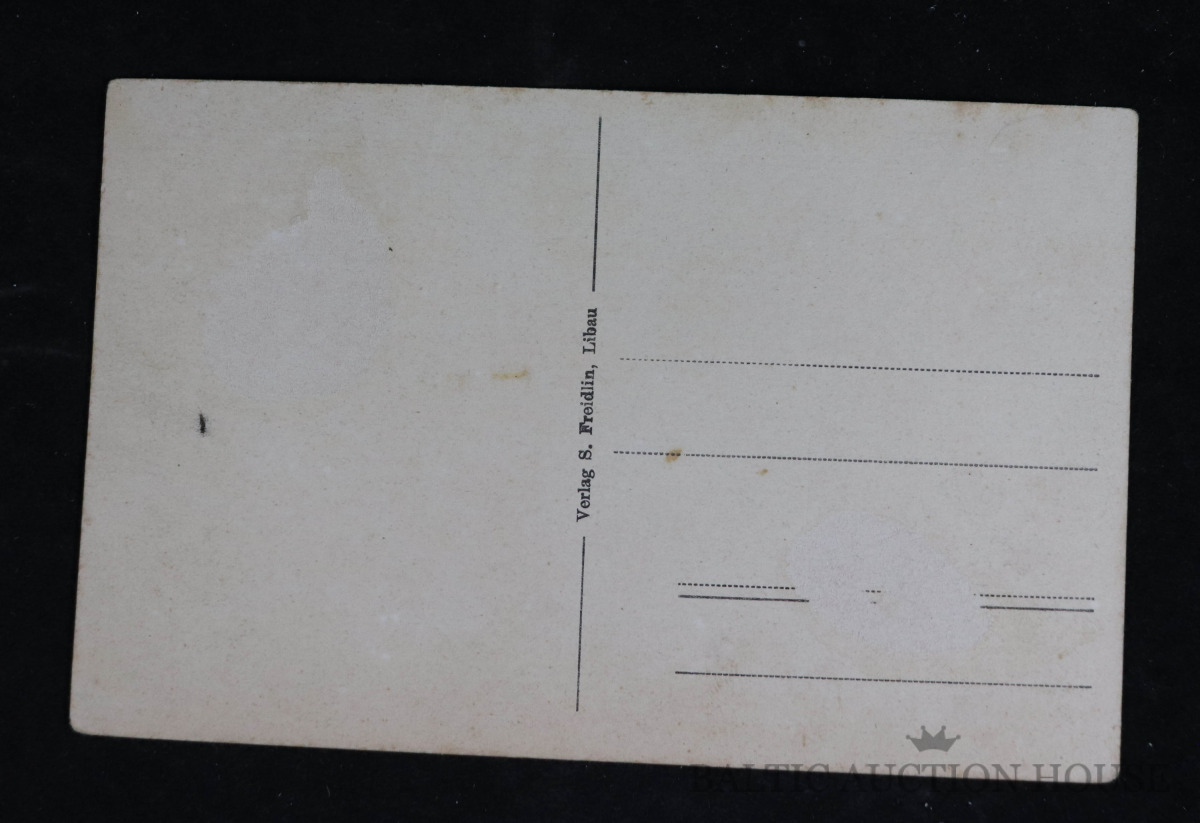 Verlag S. Freidlin, Libau
BALTIC AUCTION HOUSE